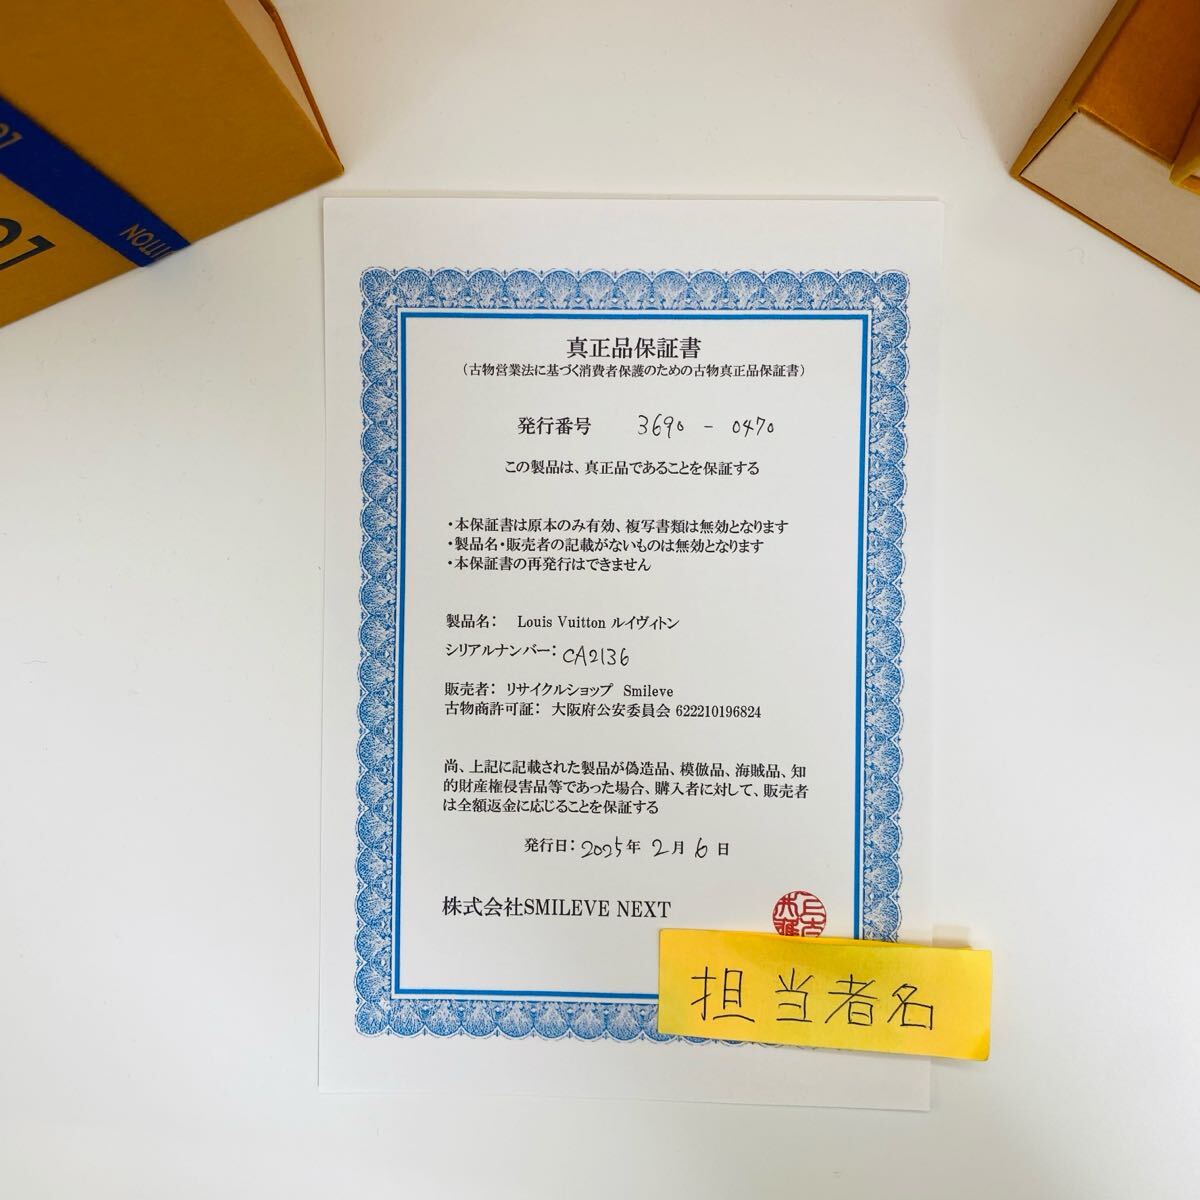 TTON
真正品保証書
（古物営業法に基づく消費者保護のための古物真正品保証書）
発行番号 3690 - 0470
この製品は、真正品であることを保証する
・本保証書は原本のみ有効、複写書類は無効となります
・製品名・販売者の記載がないものは無効となります
・本保証書の再発行はできません
製品名： Louis Vuitton ルイヴィトン
シリアルナンバー：CA2136
販売者： リサイクルショップ Smileve
古物商許可証： 大阪府公安委員会 622210196824
尚、上記に記載された製品が偽造品、模倣品、海賊品、知
的財産権侵害品等であった場合、購入者に対して、販売者
は全額返金に応じることを保証する
発行日：2025年 2月 6日
株式会社SMILEVE NEXT
担当者名